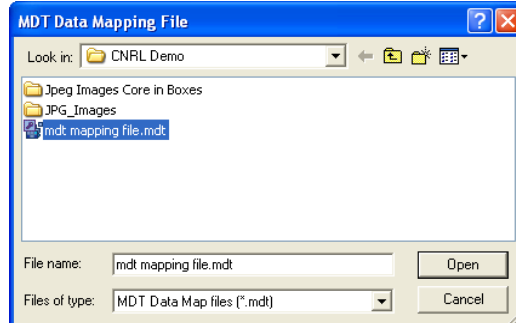 MDT Data Mapping File
Look in: CNRL Demo
Jpeg Images Core in Boxes
JPG_Images
mdt mapping file.mdt
File name: mdt mapping file.mdt Open
Files of type: MDT Data Map files (*.mdt) Cancel